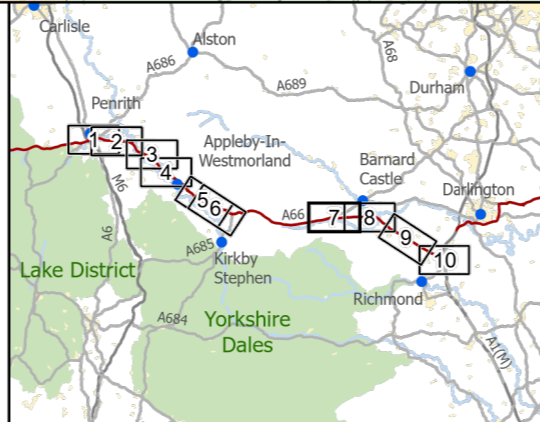 Carlisle
A686
Alston
A68
A689
Durham
Penrith
1
2
3
4
5
6
Appleby-In-
Westmorland
Barnard
Castle
Darlington
M6
A6
A66
7
8
9
10
A685
Kirkby
Stephen
Lake District
Richmond
A684
Yorkshire
Dales
A1(M)